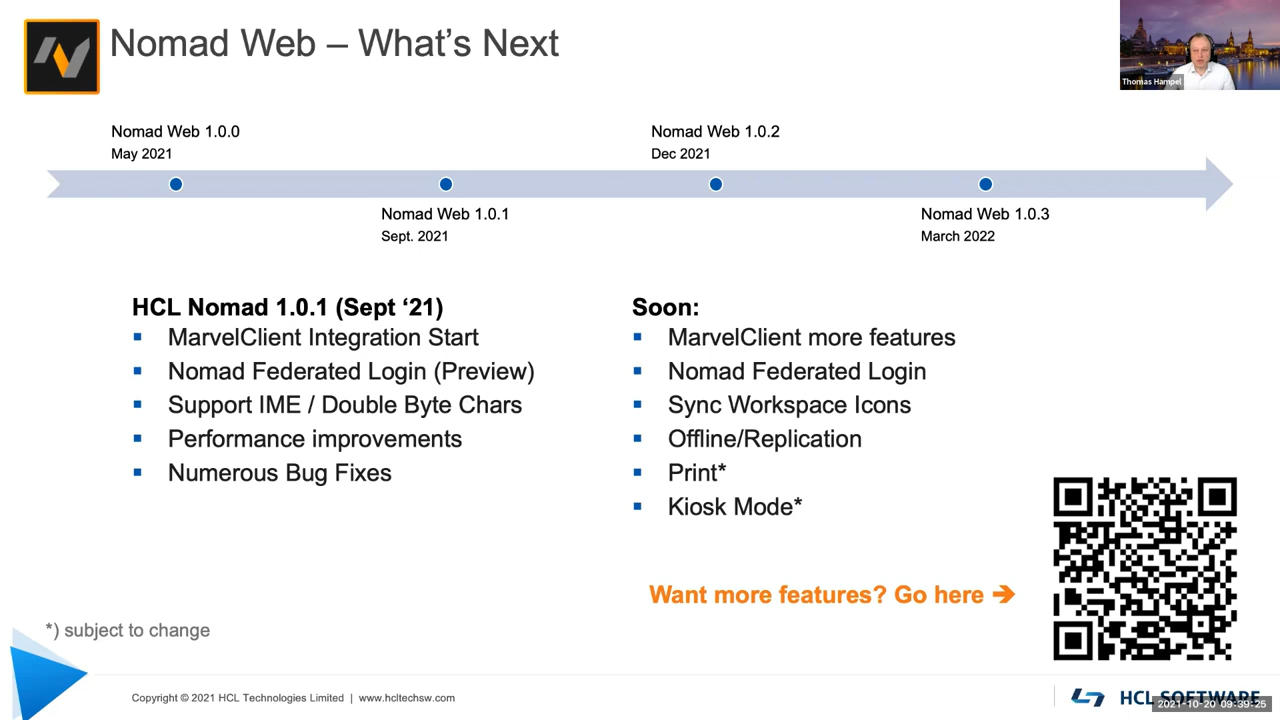 Nomad Web – What's Next
Thomas Hampel
Nomad Web 1.0.0
May 2021
Nomad Web 1.0.2
Dec 2021
Nomad Web 1.0.1
Sept. 2021
Nomad Web 1.0.3
March 2022
HCL Nomad 1.0.1 (Sept ‘21)
MarvelClient Integration Start
Nomad Federated Login (Preview)
Support IME / Double Byte Chars
Performance improvements
Numerous Bug Fixes
Soon:
MarvelClient more features
Nomad Federated Login
Sync Workspace Icons
Offline/Replication
Print*
Kiosk Mode*
Want more features? Go here ➔
*) subject to change
Copyright © 2021 HCL Technologies Limited | www.hcltechsw.com
HCL SOFTWARE
2021-10-20 09:39:25